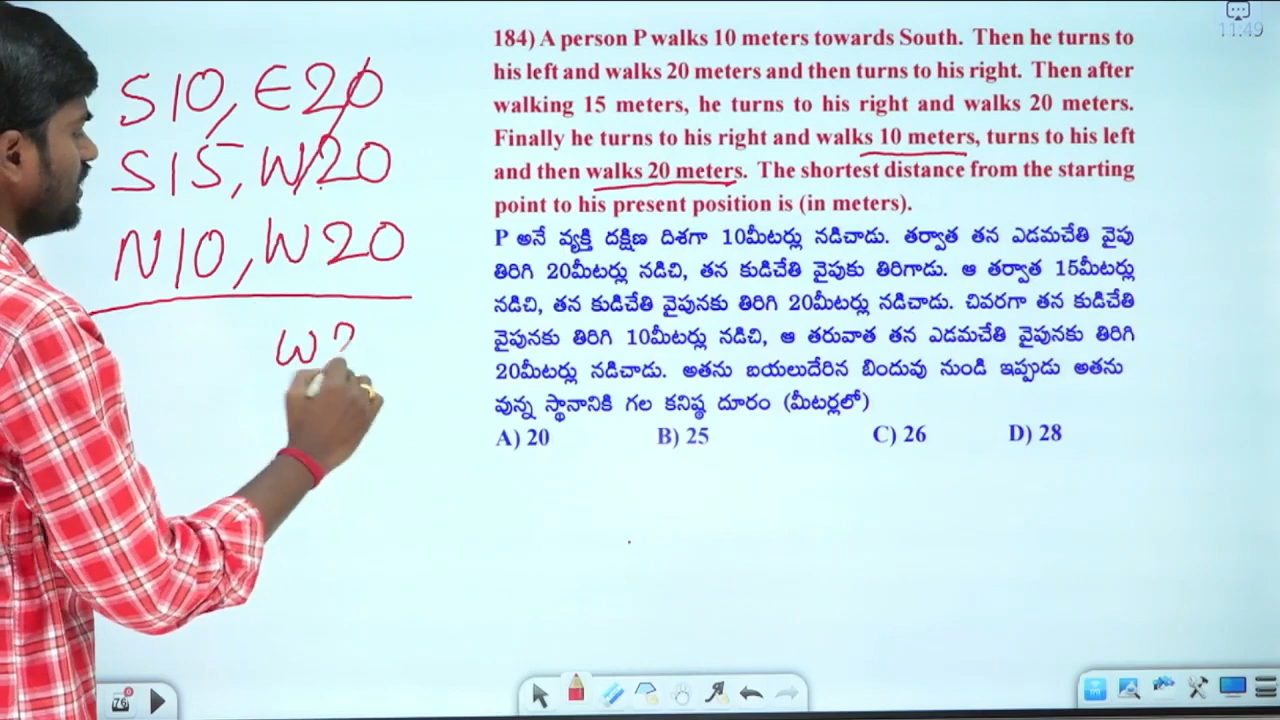 S10, E20
S15, W20
N10, W20
W
184) A person P walks 10 meters towards South. Then he turns to
his left and walks 20 meters and then turns to his right. Then after
walking 15 meters, he turns to his right and walks 20 meters.
Finally he turns to his right and walks 10 meters, turns to his left
and then walks 20 meters. The shortest distance from the starting
point to his present position is (in meters).
P అనే వ్యక్తి దక్షిణ దిశగా 10మీటర్లు నడిచాడు. తర్వాత తన ఎడమచేతి వైపు
తిరిగి 20మీటర్లు నడిచి, తన కుడిచేతి వైపుకు తిరిగాడు. ఆ తర్వాత 15మీటర్లు
నడిచి, తన కుడిచేతి వైపునకు తిరిగి 20మీటర్లు నడిచాడు. చివరగా తన కుడిచేతి
వైపునకు తిరిగి 10మీటర్లు నడిచి, ఆ తరువాత తన ఎడమచేతి వైపునకు తిరిగి
20మీటర్లు నడిచాడు. అతను బయలుదేరిన బిందువు నుండి ఇప్పుడు అతను
వున్న స్థానానికి గల కనిష్ఠ దూరం (మీటర్లలో)
A) 20 B) 25 C) 26 D) 28
11:49
76